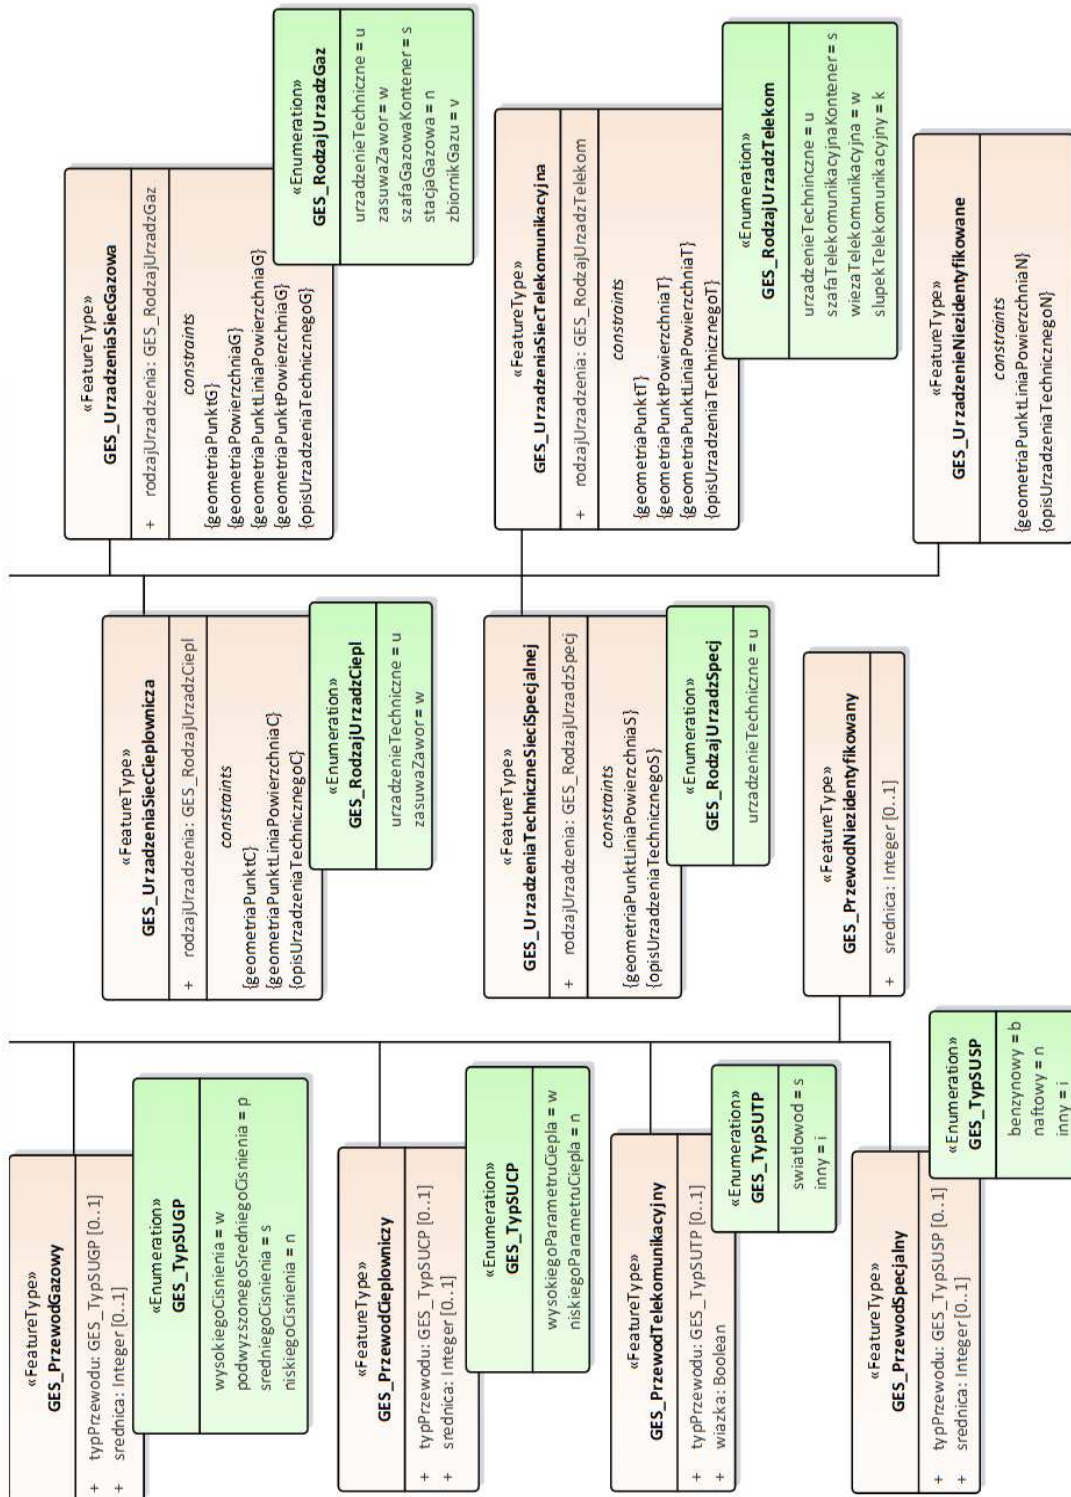 «FeatureType»
GES_PrzewodGazowy
+ typPrzewodu: GES_TypSUGP [0..1]
+ srednica: Integer [0..1]
«Enumeration»
GES_TypSUGP
wysokiegoCisnienia = w
podwyzszonegoSredniegoCisnienia = p
sredniegoCisnienia = s
niskiegoCisnienia = n
«FeatureType»
GES_PrzewodCieplowniczy
+ typPrzewodu: GES_TypSUCP [0..1]
+ srednica: Integer [0..1]
«Enumeration»
GES_TypSUCP
wysokiegoParametruCiepla = w
niskiegoParametruCiepla = n
«FeatureType»
GES_PrzewodTelekomunikacyjny
+ typPrzewodu: GES_TypSUTP [0..1]
+ wiazka: Boolean
«Enumeration»
GES_TypSUTP
swiatlowod = s
inny = i
«FeatureType»
GES_PrzewodSpecjalny
+ typPrzewodu: GES_TypSUSP [0..1]
+ srednica: Integer [0..1]
«Enumeration»
GES_TypSUSP
benzynowy = b
naftowy = n
inny = i
«FeatureType»
GES_UrzadzeniaSiecCieplownicza
+ rodzajUrzadzenia: GES_RodzajUrzadzCiepl
constraints
{geometriaPunktC}
{geometriaPunktLiniaPowierzchniaC}
{opisUrzadzeniaTechnicznegoC}
«Enumeration»
GES_RodzajUrzadzCiepl
urzadzenieTechniczne = u
zasuwaZawor = w
«FeatureType»
GES_UrzadzeniaTechniczneSieciSpecjalnej
+ rodzajUrzadzenia: GES_RodzajUrzadzSpecj
constraints
{geometriaPunktLiniaPowierzchniaS}
{opisUrzadzeniaTechnicznegoS}
«Enumeration»
GES_RodzajUrzadzSpecj
urzadzenieTechniczne = u
«FeatureType»
GES_PrzewodNiezidentyfikowany
+ srednica: Integer [0..1]
«FeatureType»
GES_UrzadzeniaSiecGazowa
+ rodzajUrzadzenia: GES_RodzajUrzadzGaz
constraints
{geometriaPunktG}
{geometriaPowierzchniaG}
{geometriaPunktLiniaPowierzchniaG}
{geometriaPunktPowierzchniaG}
{opisUrzadzeniaTechnicznegoG}
«Enumeration»
GES_RodzajUrzadzGaz
urzadzenieTechniczne = u
zasuwaZawor = w
szafaGazowaKontener = s
stacjaGazowa = n
zbiornikGazu = v
«FeatureType»
GES_UrzadzeniaSiecTelekomunikacyjna
+ rodzajUrzadzenia: GES_RodzajUrzadzTelekom
constraints
{geometriaPunktT}
{geometriaPunktPowierzchniaT}
{geometriaPunktLiniaPowierzchniaT}
{opisUrzadzeniaTechnicznegoT}
«Enumeration»
GES_RodzajUrzadzTelekom
urzadzenieTechninczne = u
szafaTelekomunikacyjnaKontener = s
wiezaTelekomunikacyjna = w
slupekTelekomunikacyjny = k
«FeatureType»
GES_UrzadzenieNiezidentyfikowane
constraints
{geometriaPunktLiniaPowierzchniaN}
{opisUrzadzeniaTechnicznegoN}